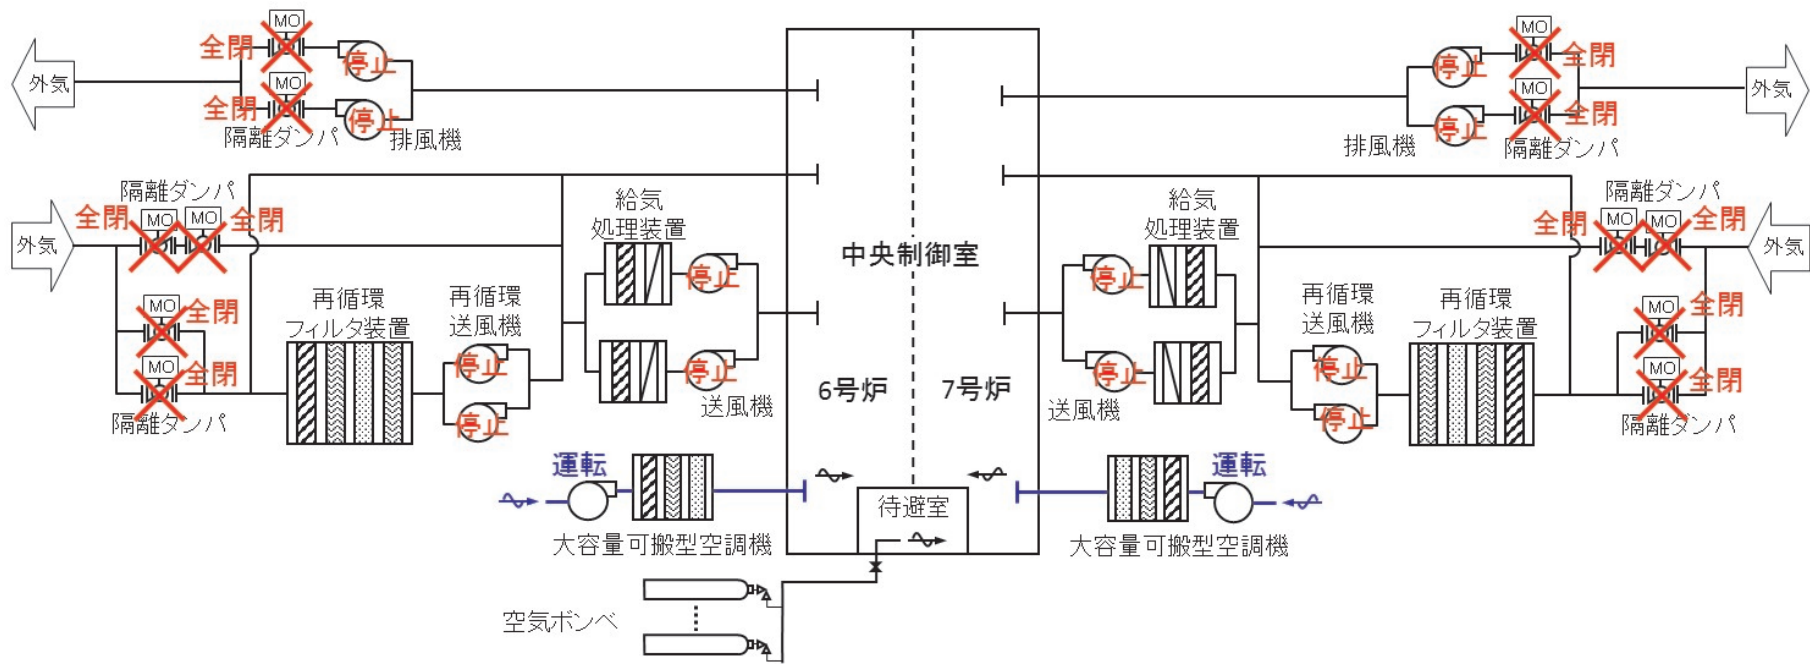 MO
全閉
停止
外気
MO
全閉
停止
隔離ダンパ
排風機
MO
停止
全閉
外気
MO
停止
全閉
排風機
隔離ダンパ
隔離ダンパ
全閉
MO
MO
全閉
外気
給気
処理装置
停止
再循環
フィルタ装置
再循環
送風機
MO
全閉
MO
全閉
隔離ダンパ
停止
停止
停止
送風機
中央制御室
6号炉
7号炉
給気
処理装置
停止
停止
送風機
再循環
送風機
停止
停止
再循環
フィルタ装置
隔離ダンパ
全閉
MO
MO
全閉
外気
MO
全閉
MO
全閉
隔離ダンパ
運転
大容量可搬型空調機
待避室
運転
大容量可搬型空調機
空気ボンベ